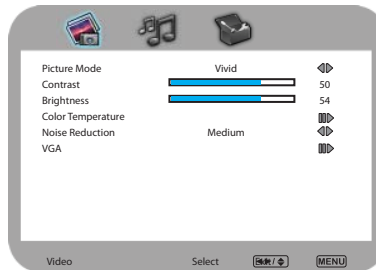 Picture Mode Vivid
Contrast 50
Brightness 54
Color Temperature
Noise Reduction Medium
VGA
Video Select MENU